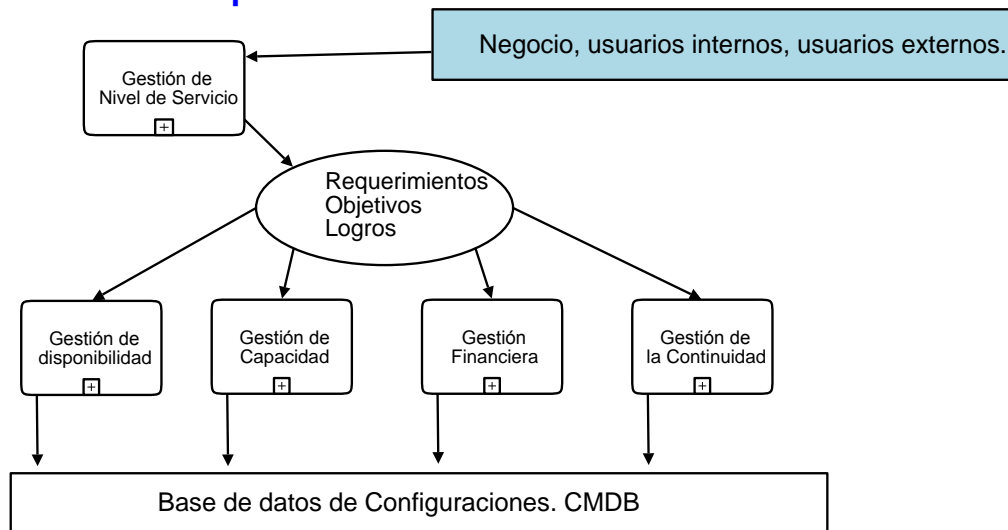 Negocio, usuarios internos, usuarios externos.
Gestión de
Nivel de Servicio
Requerimientos
Objetivos
Logros
Gestión de
disponibilidad
Gestión de
Capacidad
Gestión
Financiera
Gestión de
la Continuidad
Base de datos de Configuraciones. CMDB